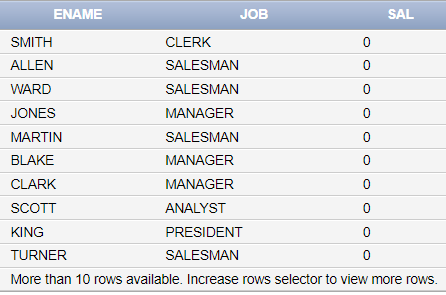 ENAME JOB SAL
SMITH CLERK 0
ALLEN SALESMAN 0
WARD SALESMAN 0
JONES MANAGER 0
MARTIN SALESMAN 0
BLAKE MANAGER 0
CLARK MANAGER 0
SCOTT ANALYST 0
KING PRESIDENT 0
TURNER SALESMAN 0
More than 10 rows available. Increase rows selector to view more rows.